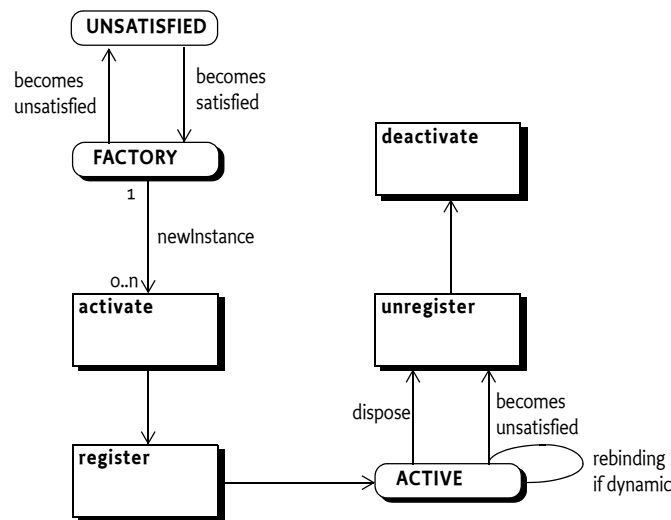 UNSATISFIED
becomes
unsatisfied
becomes
satisfied
FACTORY
1
newInstance
0..n
activate
register
deactivate
unregister
dispose
becomes
unsatisfied
ACTIVE
rebinding
if dynamic